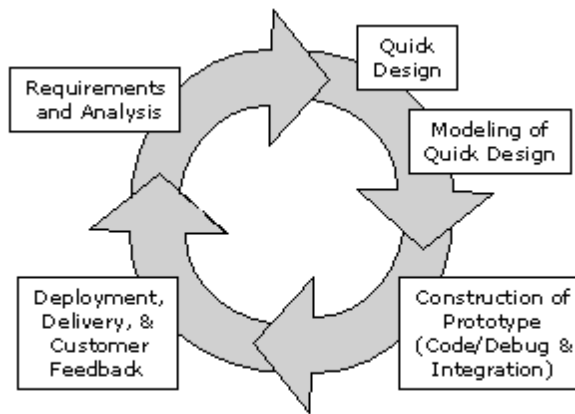 Requirements
and Analysis
Quick
Design
Modeling of
Quick Design
Construction of
Prototype
(Code/Debug &
Integration)
Deployment,
Delivery, &
Customer
Feedback